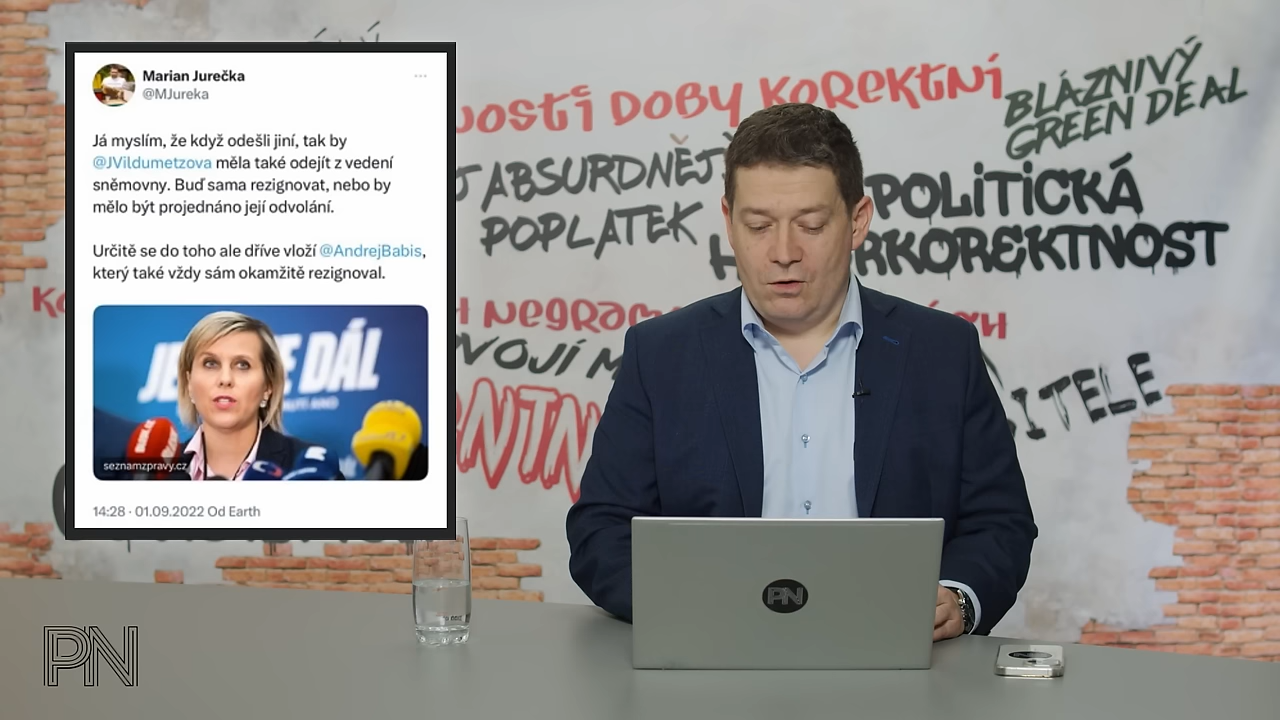 Marian Jurečka
@MJureka
Já myslím, že když odešli jiní, tak by
@JVildumetzova měla také odejít z vedení
sněmovny. Buď sama rezignovat, nebo by
mělo být projednáno její odvolání.
Určitě se do toho ale dříve vloží @AndrejBabis,
který také vždy sám okamžitě rezignoval.
DÁL
seznamzpravy.cz
14:28 · 01.09.2022 Od Earth
DOBY KOREKTNÍ
BLÁZNIVÝ
GREEN DEAL
POPLATEK
POLITICKÁ
PN
PN